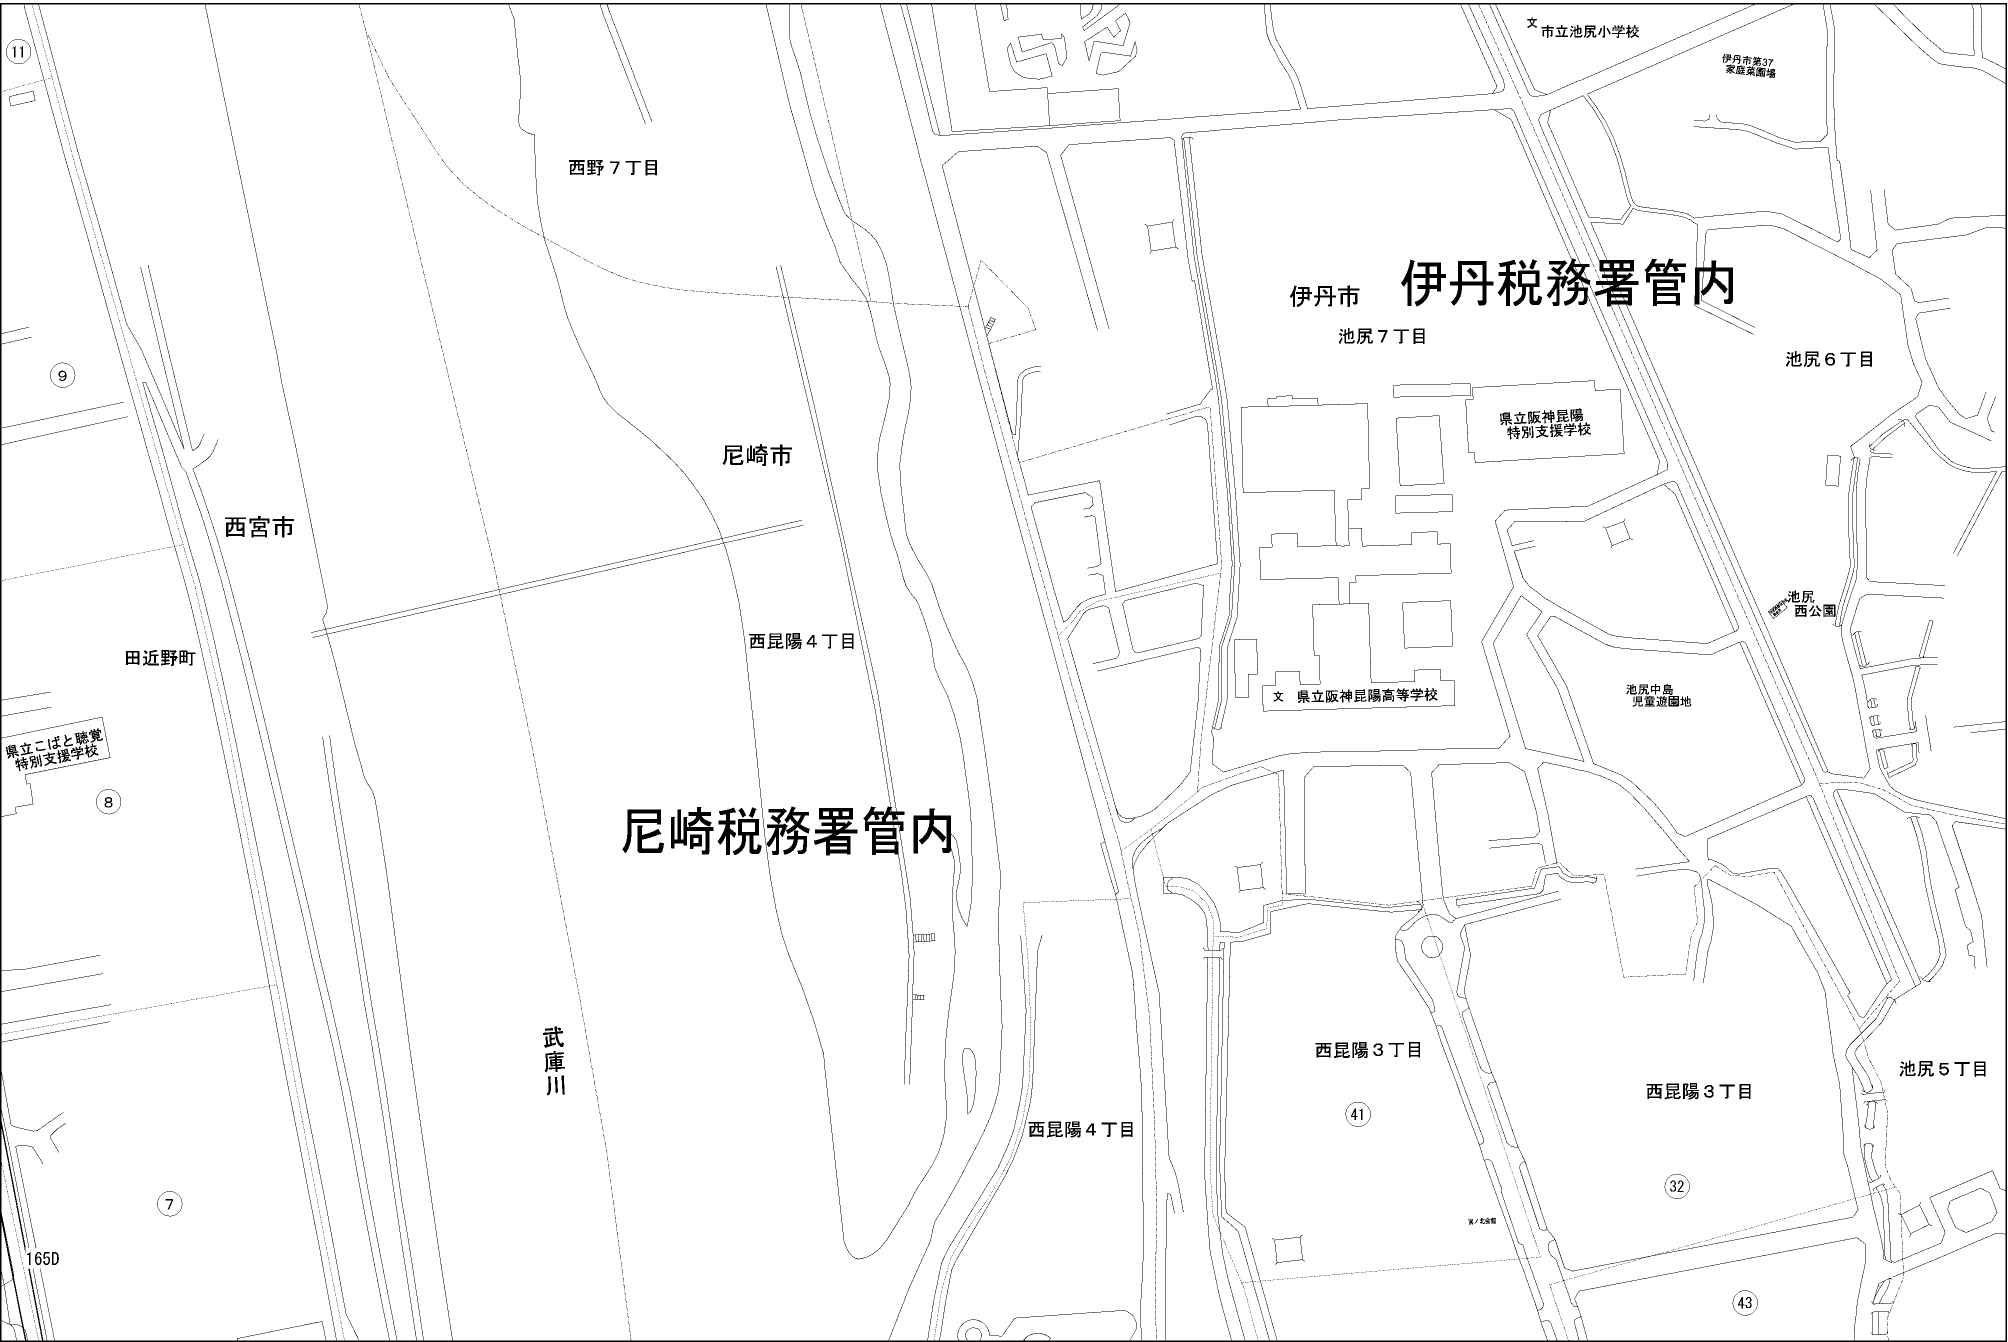 文 市立池尻小学校
伊丹市第37
家庭菜園場
11
西野７丁目
伊丹税務署管内
伊丹市
池尻７丁目
池尻６丁目
9
県立阪神昆陽
特別支援学校
尼崎市
西宮市
池尻
西公園
西昆陽４丁目
田近野町
文 県立阪神昆陽高等学校
池尻中島
児童遊園地
県立こばと聴覚
特別支援学校
8
尼崎税務署管内
武庫川
西昆陽３丁目
池尻５丁目
西昆陽３丁目
41
西昆陽４丁目
32
7
165D
43